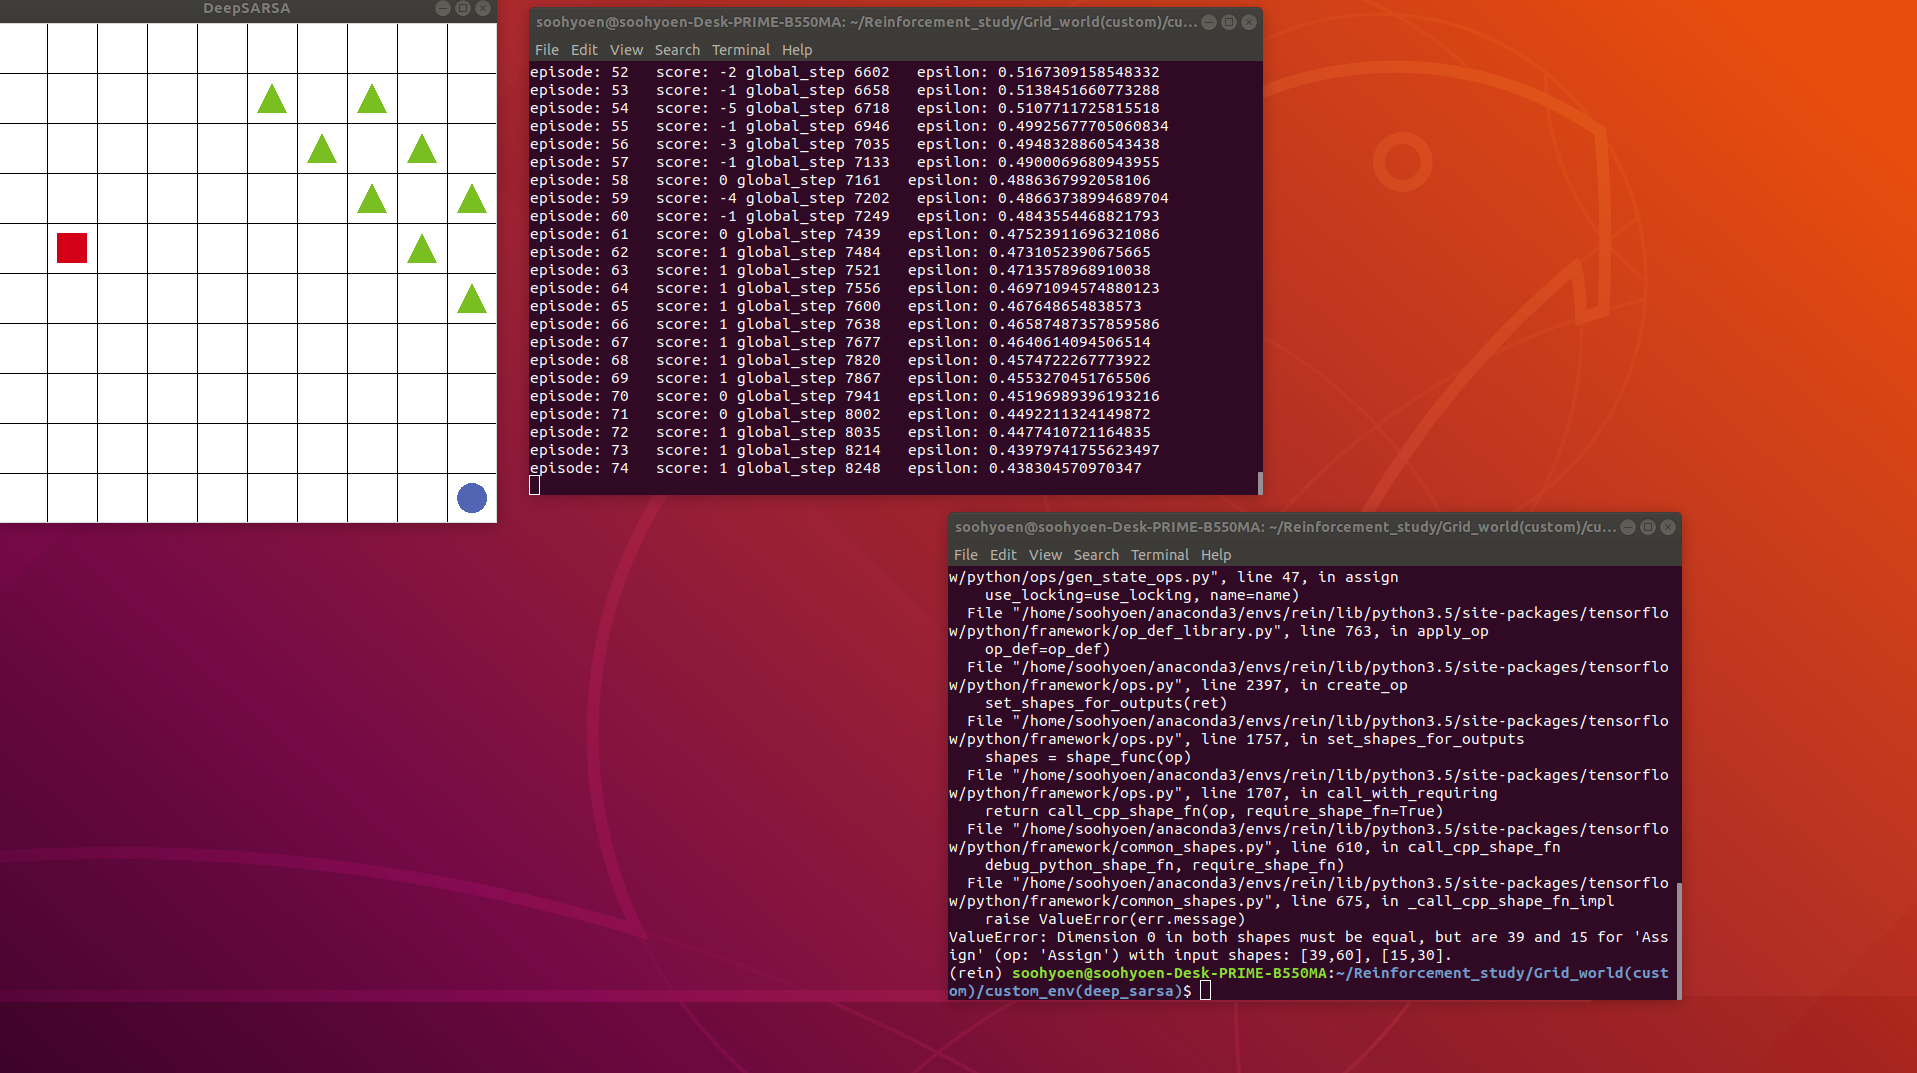 DeepSARSA
soohyoen@soohyoen-Desk-PRIME-B550MA: ~/Reinforcement_study/Grid_world(custom)/cu...
File Edit View Search Terminal Help
episode: 52   score: -2 global_step 6602   epsilon: 0.5167309158548332
episode: 53   score: -1 global_step 6658   epsilon: 0.5138451660773288
episode: 54   score: -5 global_step 6718   epsilon: 0.5107711725815518
episode: 55   score: -1 global_step 6946   epsilon: 0.49925677705060834
episode: 56   score: -3 global_step 7035   epsilon: 0.4948328860543438
episode: 57   score: -1 global_step 7133   epsilon: 0.4900069680943955
episode: 58   score: 0 global_step 7161   epsilon: 0.4886367992058106
episode: 59   score: -4 global_step 7202   epsilon: 0.48663738994689704
episode: 60   score: -1 global_step 7249   epsilon: 0.4843554468821793
episode: 61   score: 0 global_step 7439   epsilon: 0.47523911696321086
episode: 62   score: 1 global_step 7484   epsilon: 0.4731052390675665
episode: 63   score: 1 global_step 7521   epsilon: 0.4713578968910038
episode: 64   score: 1 global_step 7556   epsilon: 0.46971094574880123
episode: 65   score: 1 global_step 7600   epsilon: 0.467648654838573
episode: 66   score: 1 global_step 7638   epsilon: 0.46587487357859586
episode: 67   score: 1 global_step 7677   epsilon: 0.4640614094506514
episode: 68   score: 1 global_step 7820   epsilon: 0.4574722267773922
episode: 69   score: 1 global_step 7867   epsilon: 0.4553270451765506
episode: 70   score: 0 global_step 7941   epsilon: 0.45196989396193216
episode: 71   score: 0 global_step 8002   epsilon: 0.4492211324149872
episode: 72   score: 1 global_step 8035   epsilon: 0.4477410721164835
episode: 73   score: 1 global_step 8214   epsilon: 0.43979741755623497
episode: 74   score: 1 global_step 8248   epsilon: 0.438304570970347
soohyoen@soohyoen-Desk-PRIME-B550MA: ~/Reinforcement_study/Grid_world(custom)/cu...
File Edit View Search Terminal Help
w/python/ops/gen_state_ops.py", line 47, in assign
    use_locking=use_locking, name=name)
  File "/home/soohyoen/anaconda3/envs/rein/lib/python3.5/site-packages/tensorflo
w/python/framework/op_def_library.py", line 763, in apply_op
    op_def=op_def)
  File "/home/soohyoen/anaconda3/envs/rein/lib/python3.5/site-packages/tensorflo
w/python/framework/ops.py", line 2397, in create_op
    set_shapes_for_outputs(ret)
  File "/home/soohyoen/anaconda3/envs/rein/lib/python3.5/site-packages/tensorflo
w/python/framework/ops.py", line 1757, in set_shapes_for_outputs
    shapes = shape_func(op)
  File "/home/soohyoen/anaconda3/envs/rein/lib/python3.5/site-packages/tensorflo
w/python/framework/ops.py", line 1707, in call_with_requiring
    return call_cpp_shape_fn(op, require_shape_fn=True)
  File "/home/soohyoen/anaconda3/envs/rein/lib/python3.5/site-packages/tensorflo
w/python/framework/common_shapes.py", line 610, in call_cpp_shape_fn
    debug_python_shape_fn, require_shape_fn)
  File "/home/soohyoen/anaconda3/envs/rein/lib/python3.5/site-packages/tensorflo
w/python/framework/common_shapes.py", line 675, in _call_cpp_shape_fn_impl
    raise ValueError(err.message)
ValueError: Dimension 0 in both shapes must be equal, but are 39 and 15 for 'Ass
ign' (op: 'Assign') with input shapes: [39,60], [15,30].
(rein) soohyoen@soohyoen-Desk-PRIME-B550MA:~/Reinforcement_study/Grid_world(cust
om)/custom_env(deep_sarsa)$